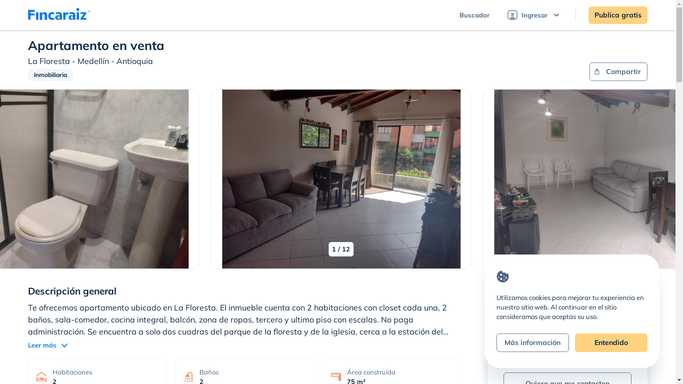 Fincaraiz
Buscador
Ingresar
Publica gratis
Apartamento en venta
La Floresta - Medellín - Antioquia
Inmobiliaria
Compartir
1 / 12
Descripción general
Te ofrecemos apartamento ubicado en La Floresta. El inmueble cuenta con 2 habitaciones con closet cada una, 2
baños, sala-comedor, cocina integral, balcón, zona de ropas, tercero y ultimo piso con escalas. No paga
administración. Se encuentra a solo dos cuadras del parque de la floresta y de la iglesia, cerca a la estación del...
Leer más
Habitaciones
2
Baños
2
Área construida
75 m²
Utilizamos cookies para mejorar tu experiencia en
nuestro sitio web. Al continuar en el sitio
consideramos que aceptas su uso.
Más información
Entendido
Quiero que me contacten